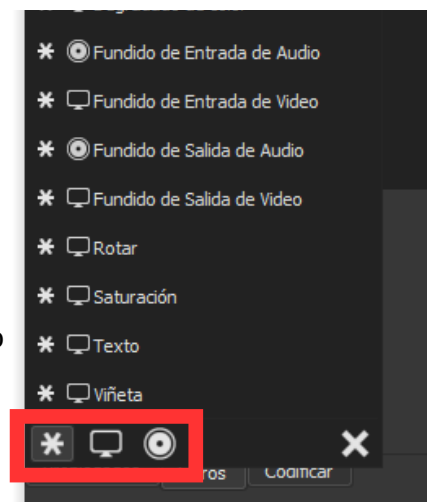 Fundido de Entrada de Audio
Fundido de Entrada de Video
Fundido de Salida de Audio
Fundido de Salida de Video
Rotar
Saturación
Texto
Viñeta
Codificar